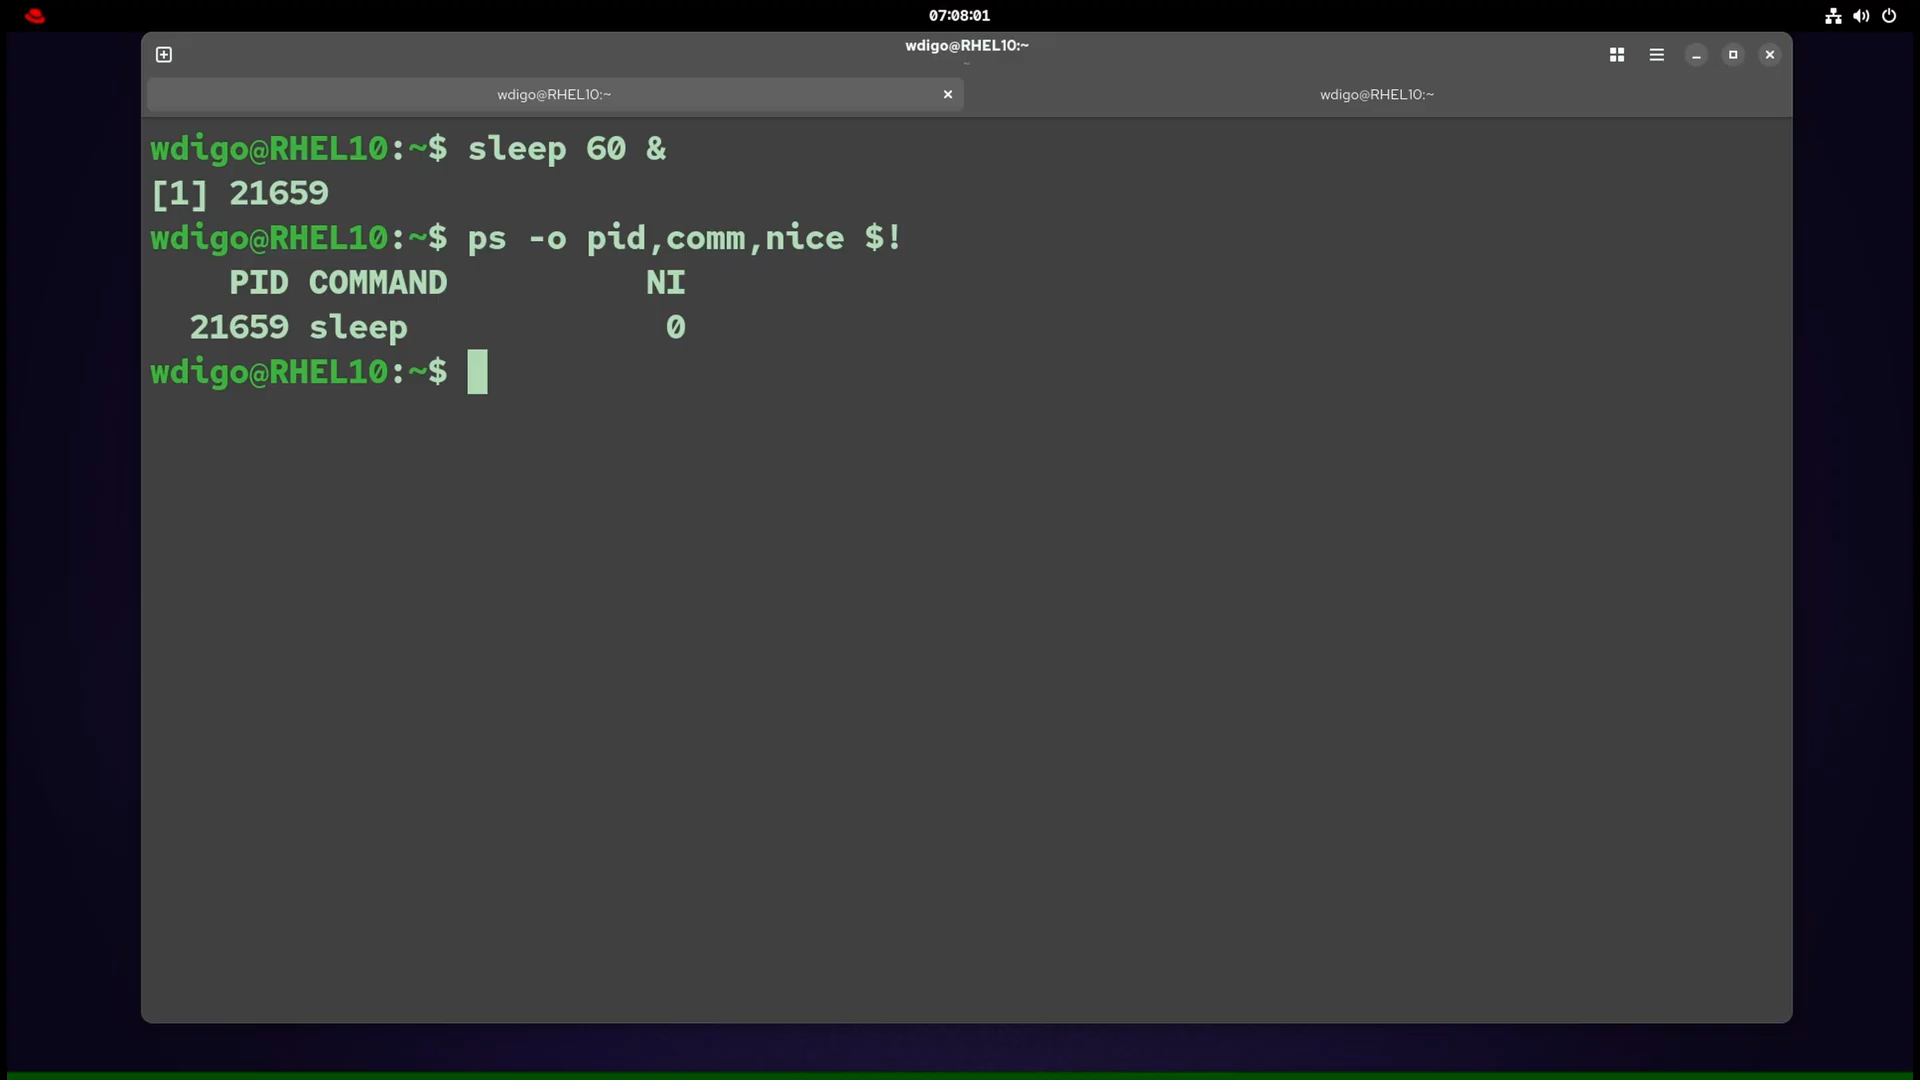 07:08:01
wdigo@RHEL10:~
~
wdigo@RHEL10:~ wdigo@RHEL10:~
wdigo@RHEL10:~$ sleep 60 &
[1] 21659
wdigo@RHEL10:~$ ps -o pid,comm,nice $!
    PID COMMAND          NI
  21659 sleep             0
wdigo@RHEL10:~$